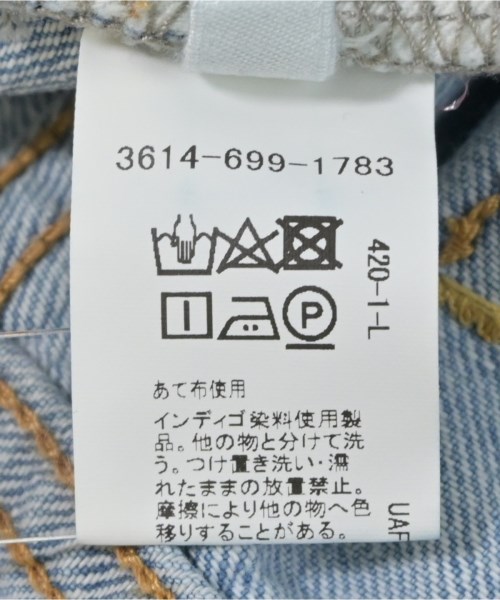 3614-699-1783
420-1-L
P
あて布使用
インディゴ染料使用製
品。他の物と分けて洗
う。つけ置き洗い・濡
れたままの放置禁止。
摩擦により他の物へ色
移りすることがある。